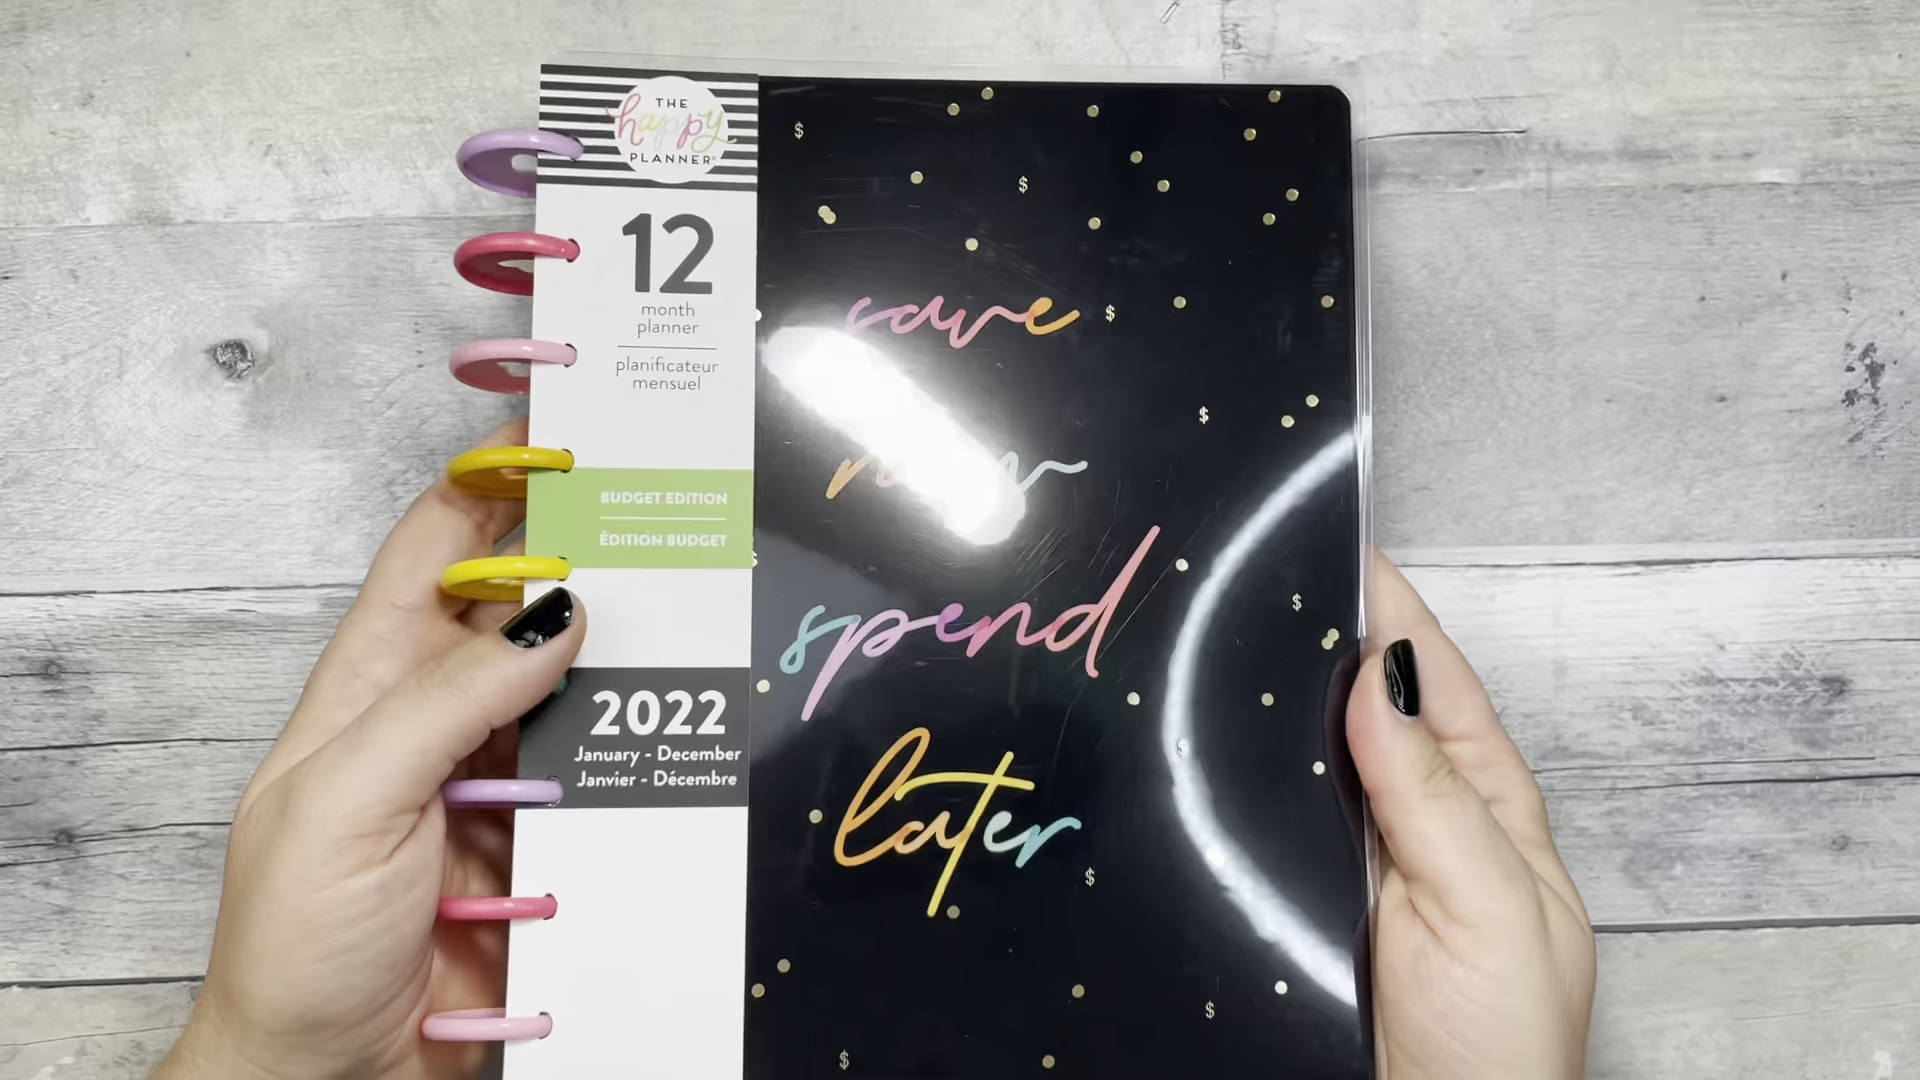 THE
happy
PLANNER®
12
month
planner
planificateur
mensuel
BUDGET EDITION
ÉDITION BUDGET
2022
January - December
Janvier - Décembre
save
spend
later